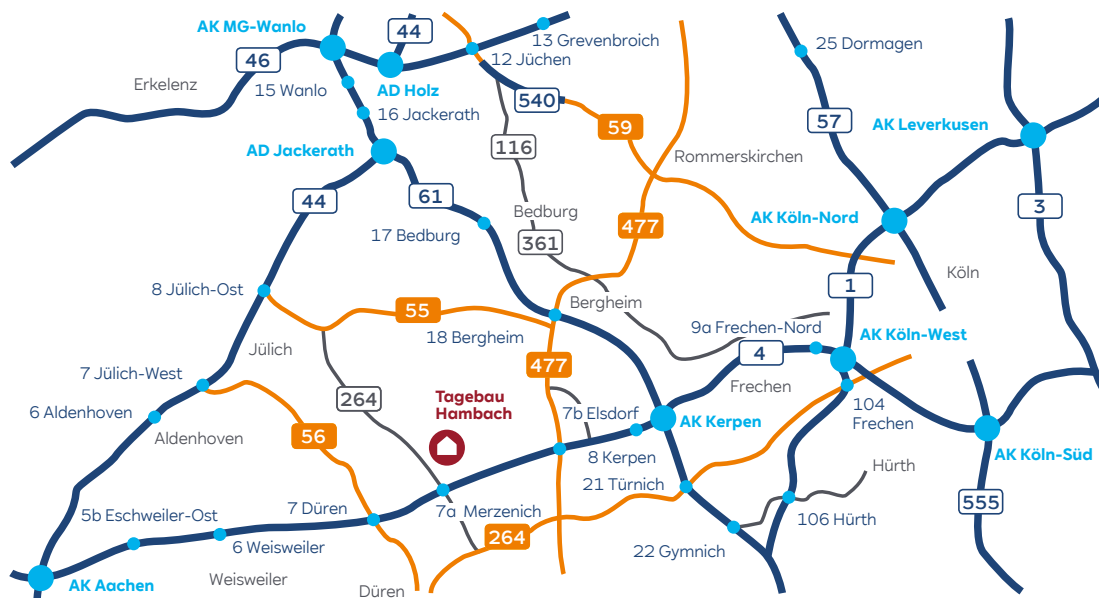 AK MG-Wanlo
44
13 Grevenbroich
12 Jüchen
25 Dormagen
46
AD Holz
Erkelenz
15 Wanlo
16 Jackerath
540
59
57
AK Leverkusen
116
AD Jackerath
Rommerskirchen
44
61
3
Bedburg
477
AK Köln-Nord
17 Bedburg
361
Köln
8 Jülich-Ost
1
Bergheim
55
9a Frechen-Nord
18 Bergheim
AK Köln-West
Jülich
4
477
7 Jülich-West
Frechen
264
Tagebau
Hambach
104
Frechen
6 Aldenhoven
7b Elsdorf
AK Kerpen
Aldenhoven
56
8 Kerpen
AK Köln-Süd
Hürth
21 Türnich
555
5b Eschweiler-Ost
7 Düren
7a Merzenich
106 Hürth
264
6 Weisweiler
22 Gymnich
AK Aachen
Weisweiler
Düren